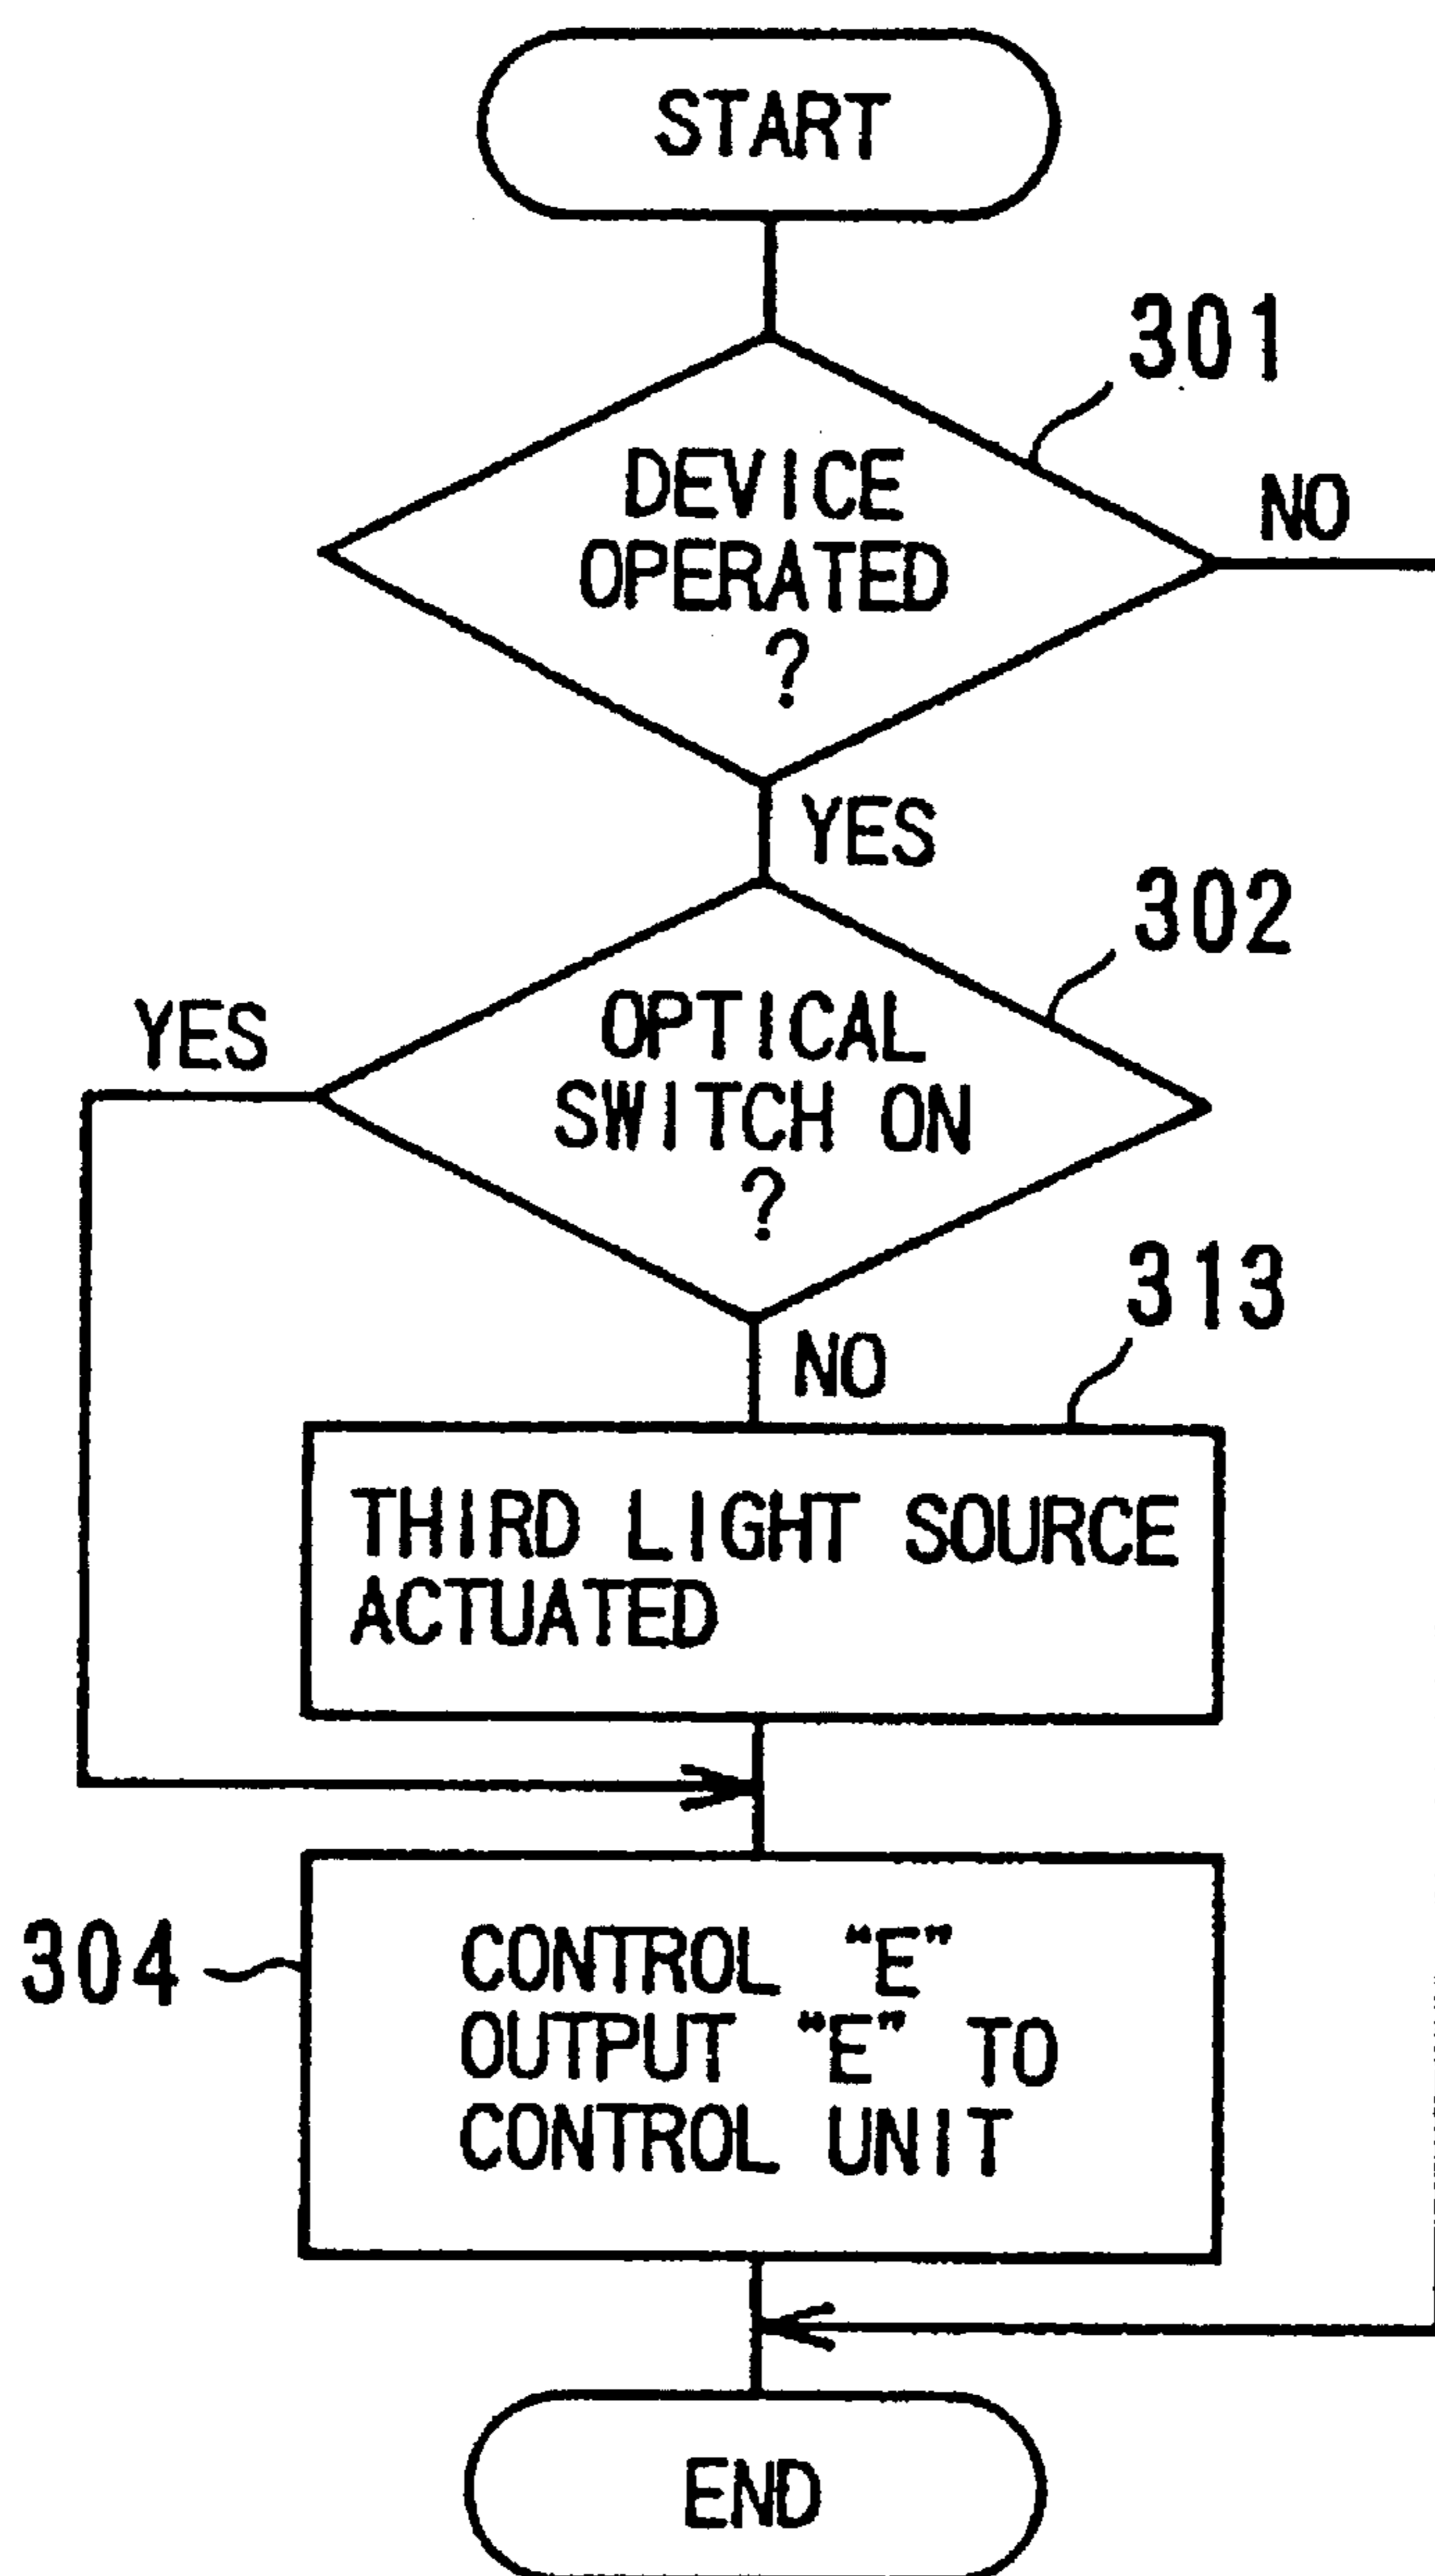 START
301
DEVICE
OPERATED
?
NO
YES
302
OPTICAL
SWITCH ON
?
YES
NO
313
THIRD LIGHT SOURCE
ACTUATED
304
CONTROL “E”
OUTPUT “E” TO
CONTROL UNIT
END